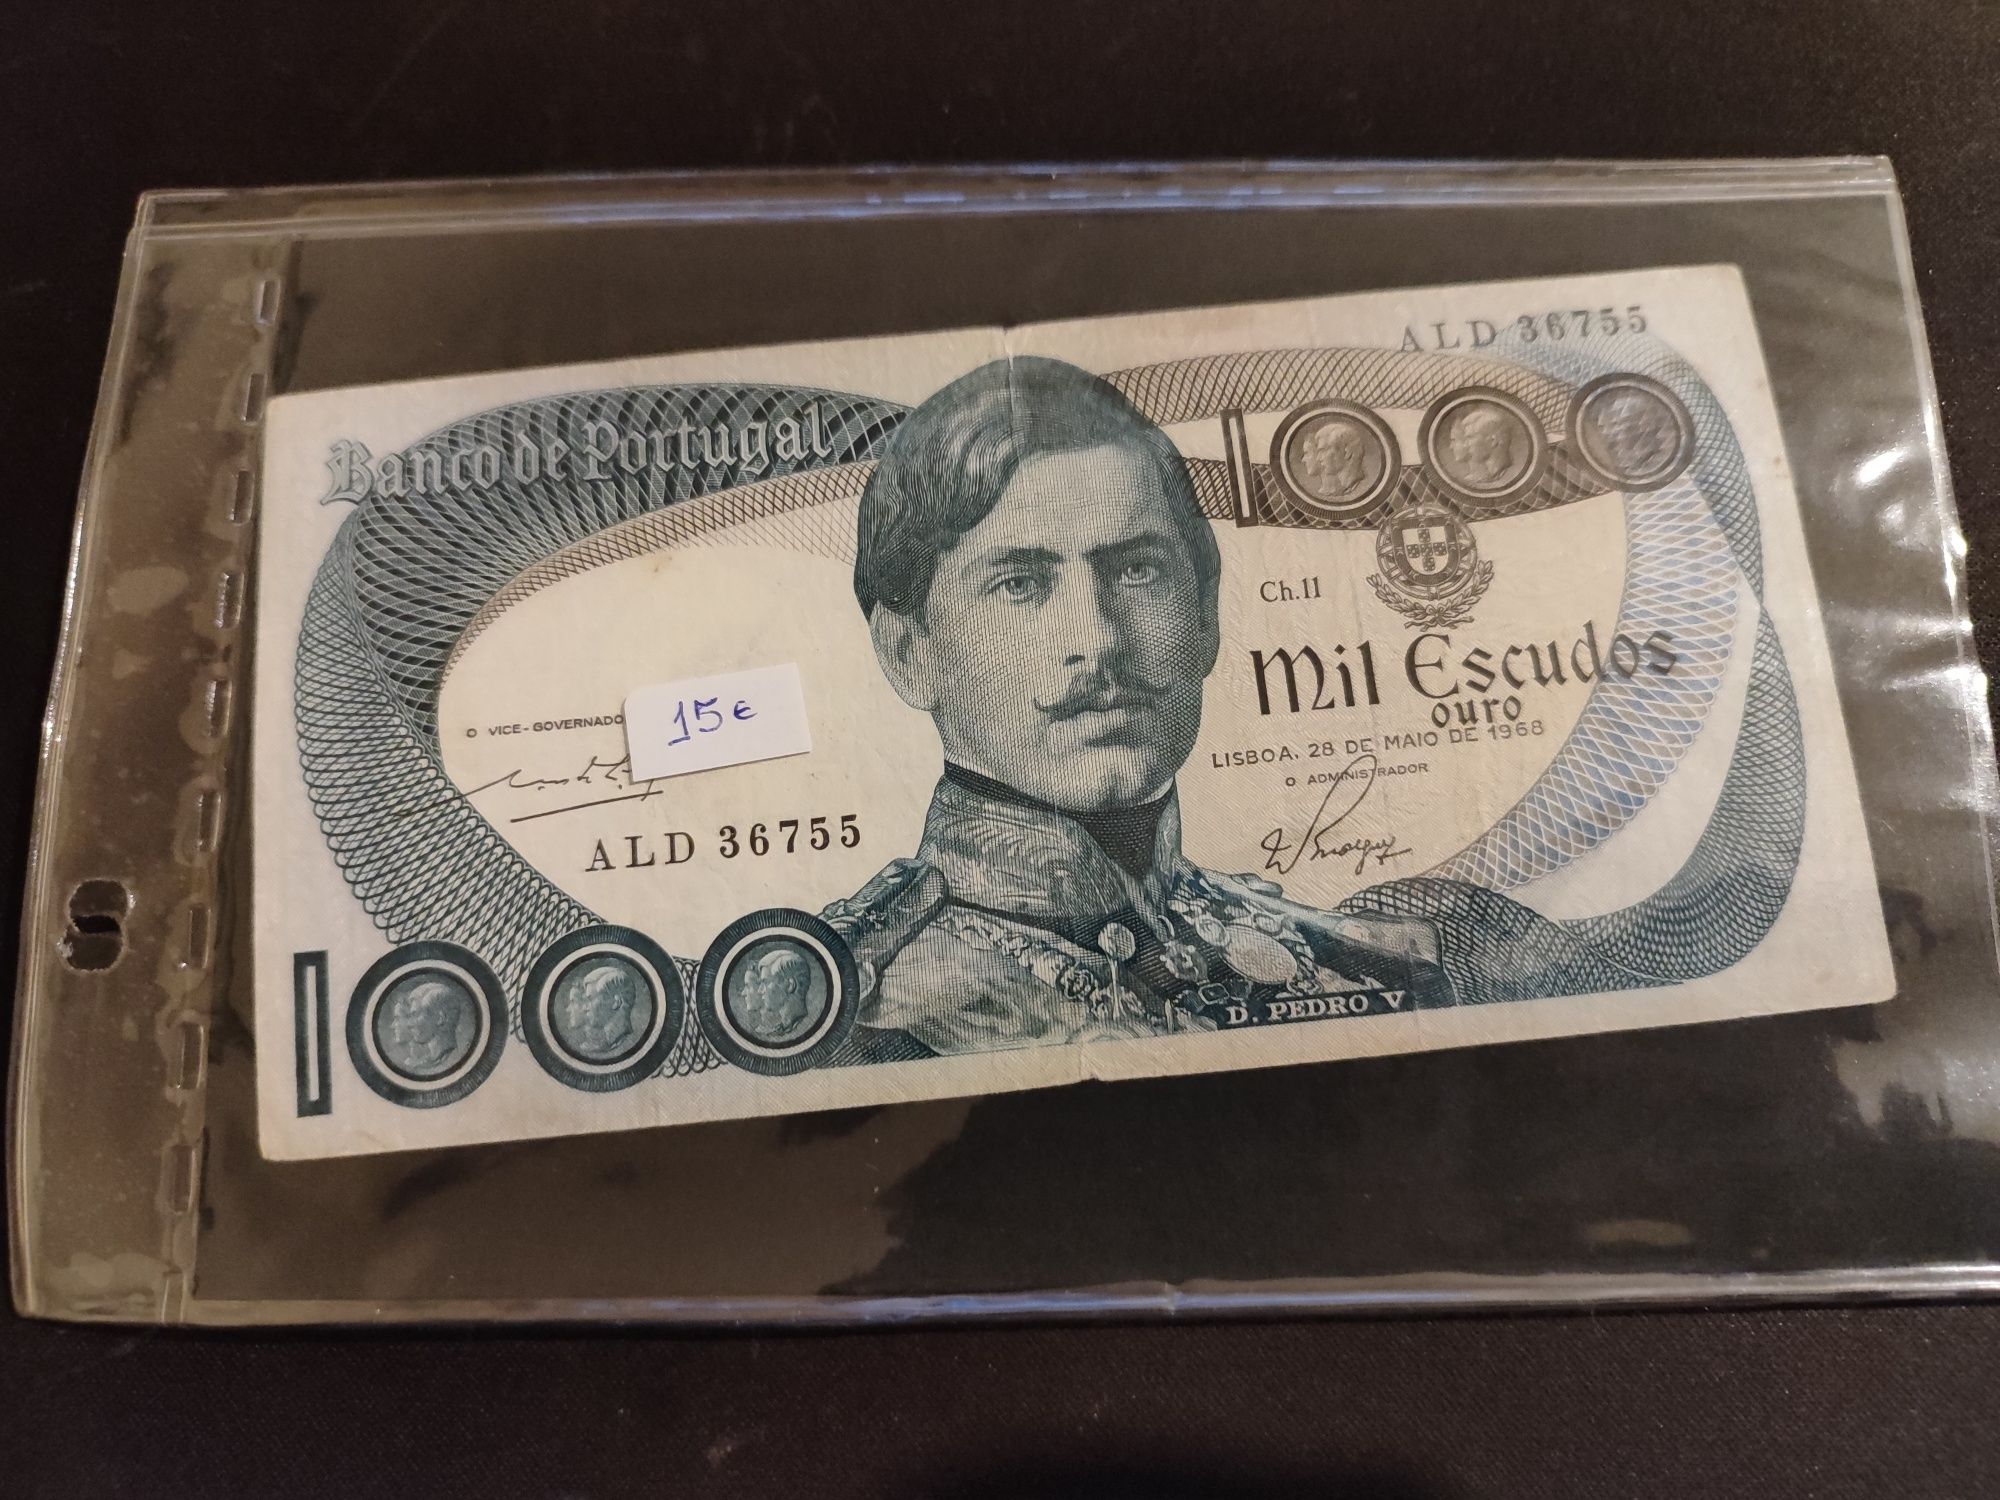 ALD 36755
Banco de Portugal
1000
Ch.11
Mil Escudos
ouro
LISBOA, 28 DE MAIO DE 1968
O ADMINISTRADOR
O VICE-GOVERNADO
15€
ALD 36755
1000
D. PEDRO V